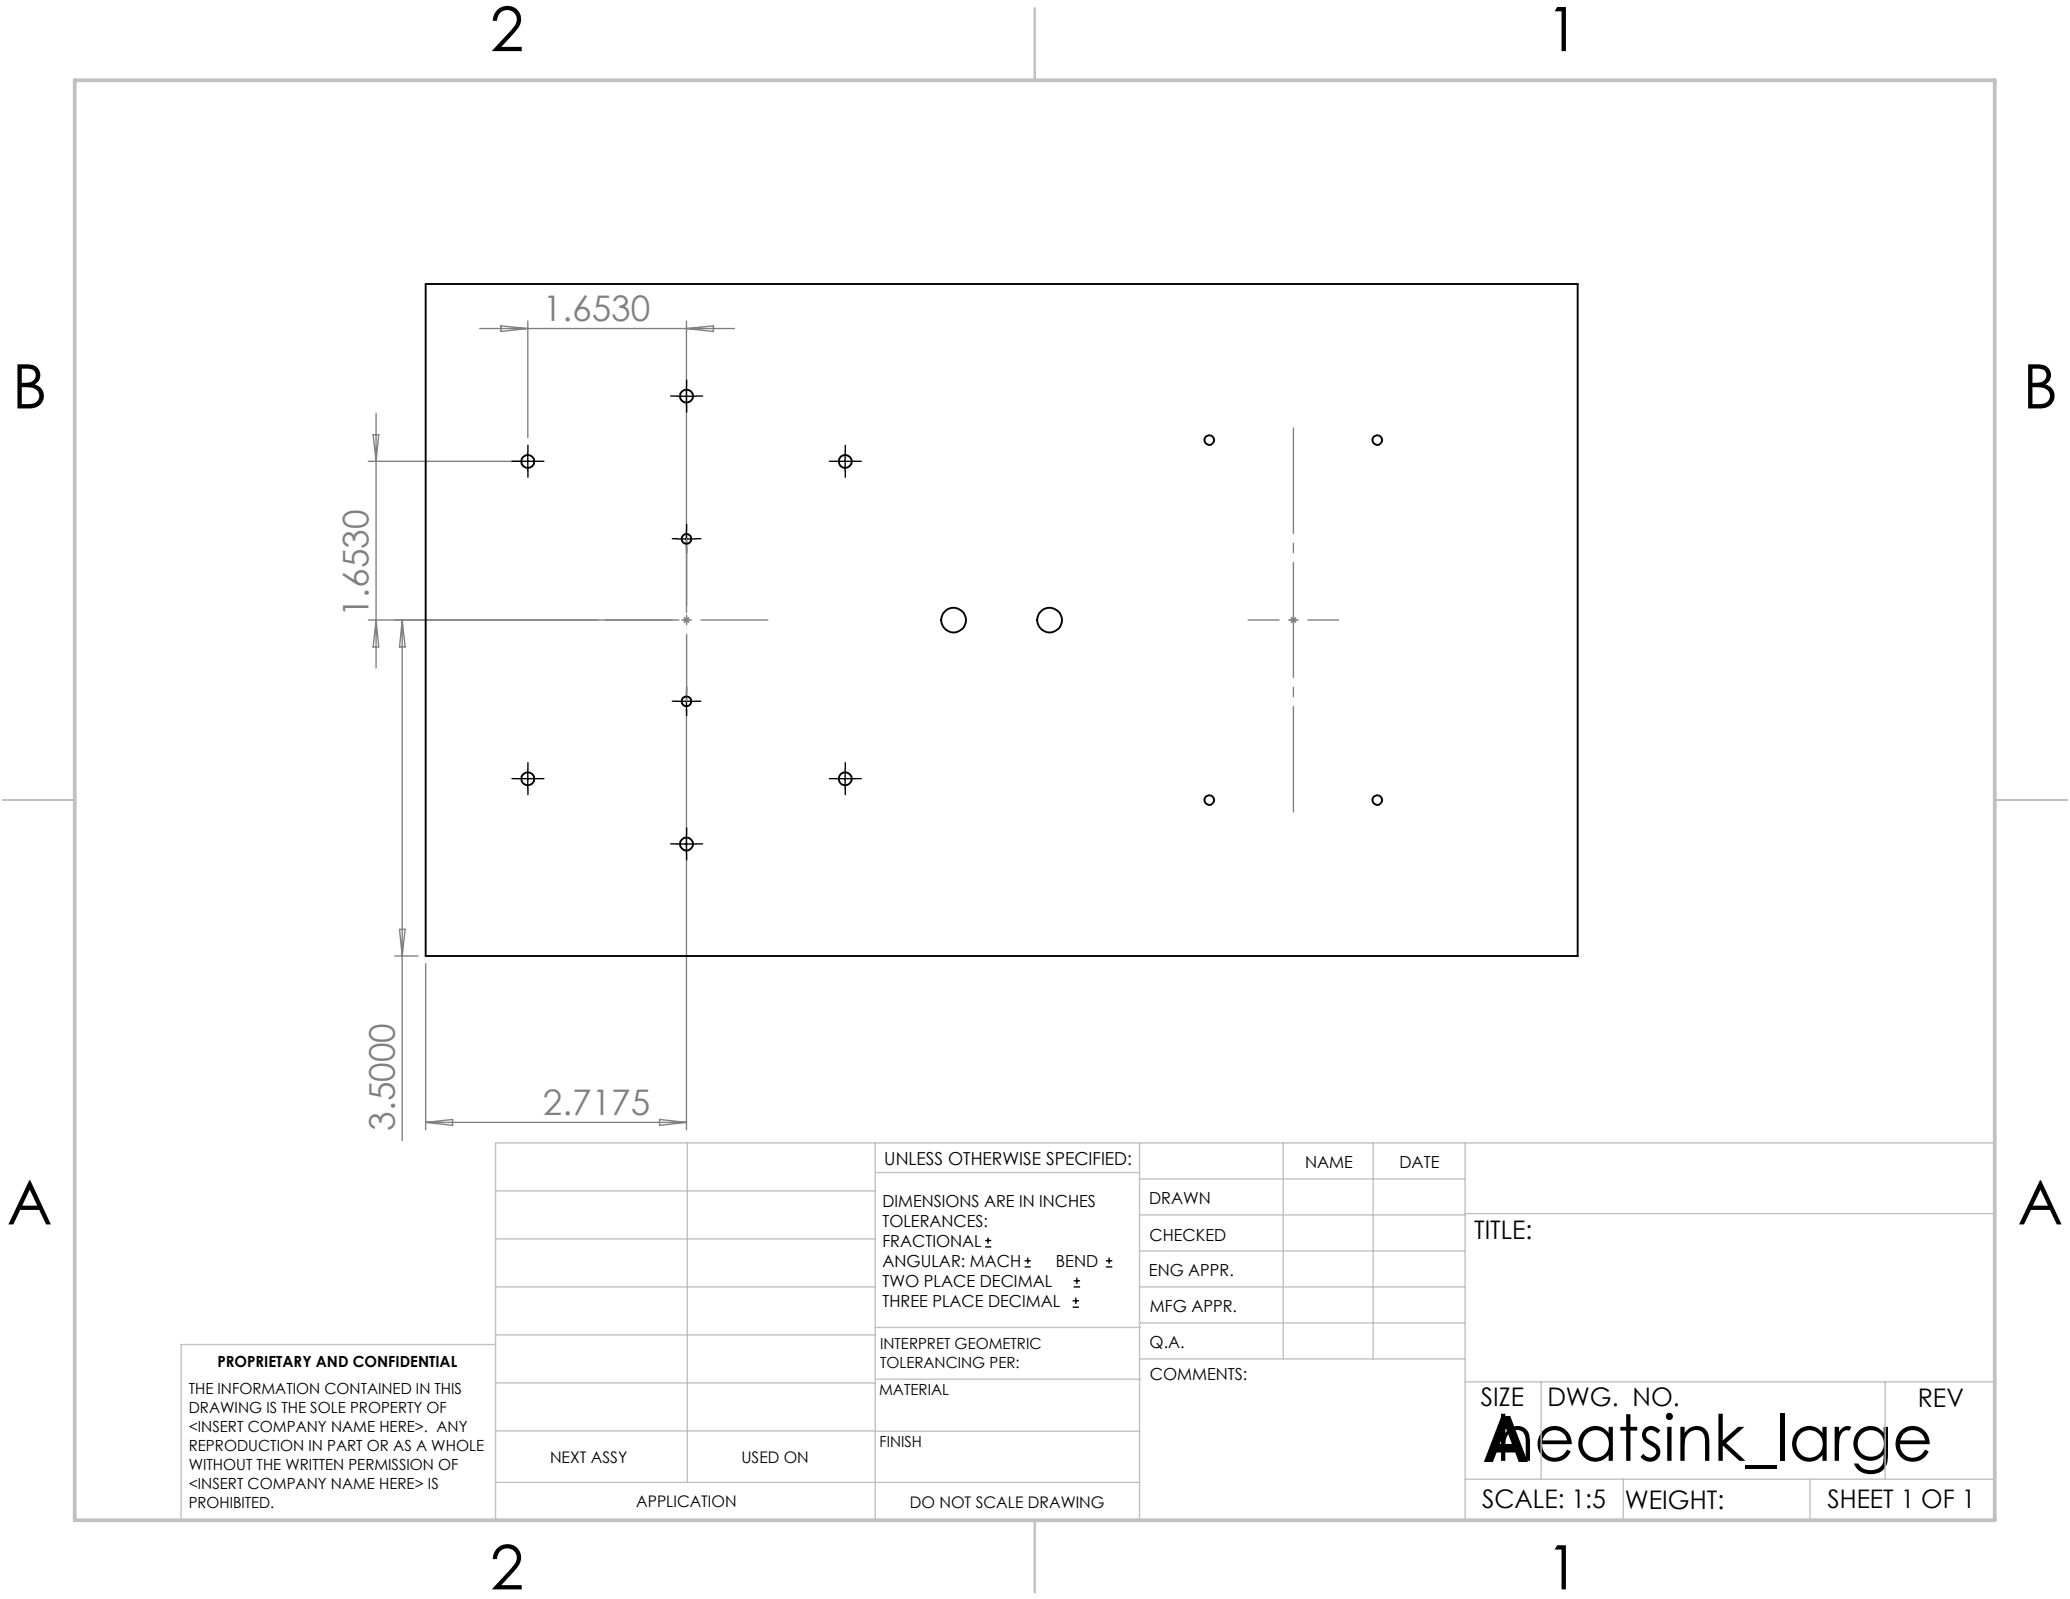 2 1
B B
1.6530
1.6530
3.5000
2.7175
A A
UNLESS OTHERWISE SPECIFIED:
DIMENSIONS ARE IN INCHES
TOLERANCES:
FRACTIONAL ±
ANGULAR: MACH ± BEND ±
TWO PLACE DECIMAL ±
THREE PLACE DECIMAL ±
INTERPRET GEOMETRIC
TOLERANCING PER:
MATERIAL
FINISH
DO NOT SCALE DRAWING
NAME DATE
DRAWN
CHECKED
ENG APPR.
MFG APPR.
Q.A.
COMMENTS:
TITLE:
SIZE DWG. NO. REV
A heatsink_large
SCALE: 1:5 WEIGHT: SHEET 1 OF 1
PROPRIETARY AND CONFIDENTIAL
THE INFORMATION CONTAINED IN THIS
DRAWING IS THE SOLE PROPERTY OF
<INSERT COMPANY NAME HERE>. ANY
REPRODUCTION IN PART OR AS A WHOLE
WITHOUT THE WRITTEN PERMISSION OF
<INSERT COMPANY NAME HERE> IS
PROHIBITED.
NEXT ASSY USED ON
APPLICATION
2 1